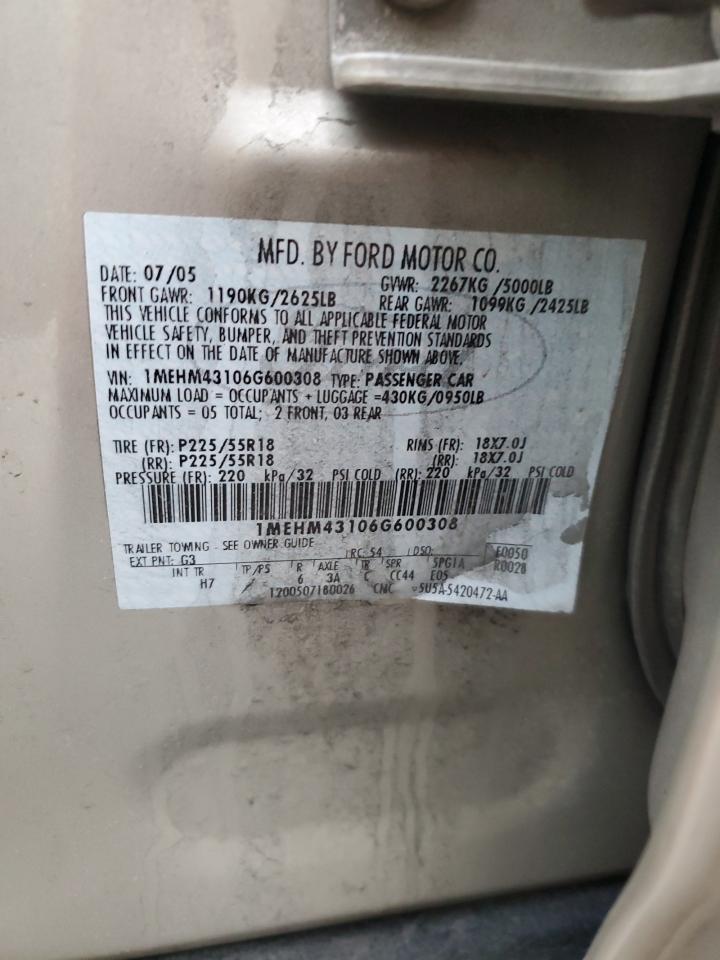 MFD. BY FORD MOTOR CO.
DATE: 07/05 GVWR: 2267KG /5000LB
FRONT GAWR: 1190KG/2625LB REAR GAWR: 1099KG /2425LB
THIS VEHICLE CONFORMS TO ALL APPLICABLE FEDERAL MOTOR
VEHICLE SAFETY, BUMPER, AND THEFT PREVENTION STANDARDS
IN EFFECT ON THE DATE OF MANUFACTURE SHOWN ABOVE.
VIN: 1MEHM43106G600308 TYPE: PASSENGER CAR
MAXIMUM LOAD = OCCUPANTS + LUGGAGE =430KG/0950LB
OCCUPANTS = 05 TOTAL; 2 FRONT, 03 REAR
TIRE (FR): P225/55R18 RIMS (FR): 18X7.0J
(RR): P225/55R18 (RR): 18X7.0J
PRESSURE (FR): 220 kPa/32 PSI COLD (RR): 220 kPa/32 PSI COLD
1MEHM43106G600308
TRAILER TOWING - SEE OWNER GUIDE
EXT PNT: G3 RC: 54 DSO: F0050
INT TR TP/PS R AXLE TR SPR SPG1A R0028
H7 6 3A C CC44 E05
1200507180026 CNC 5U5A-5420472-AA